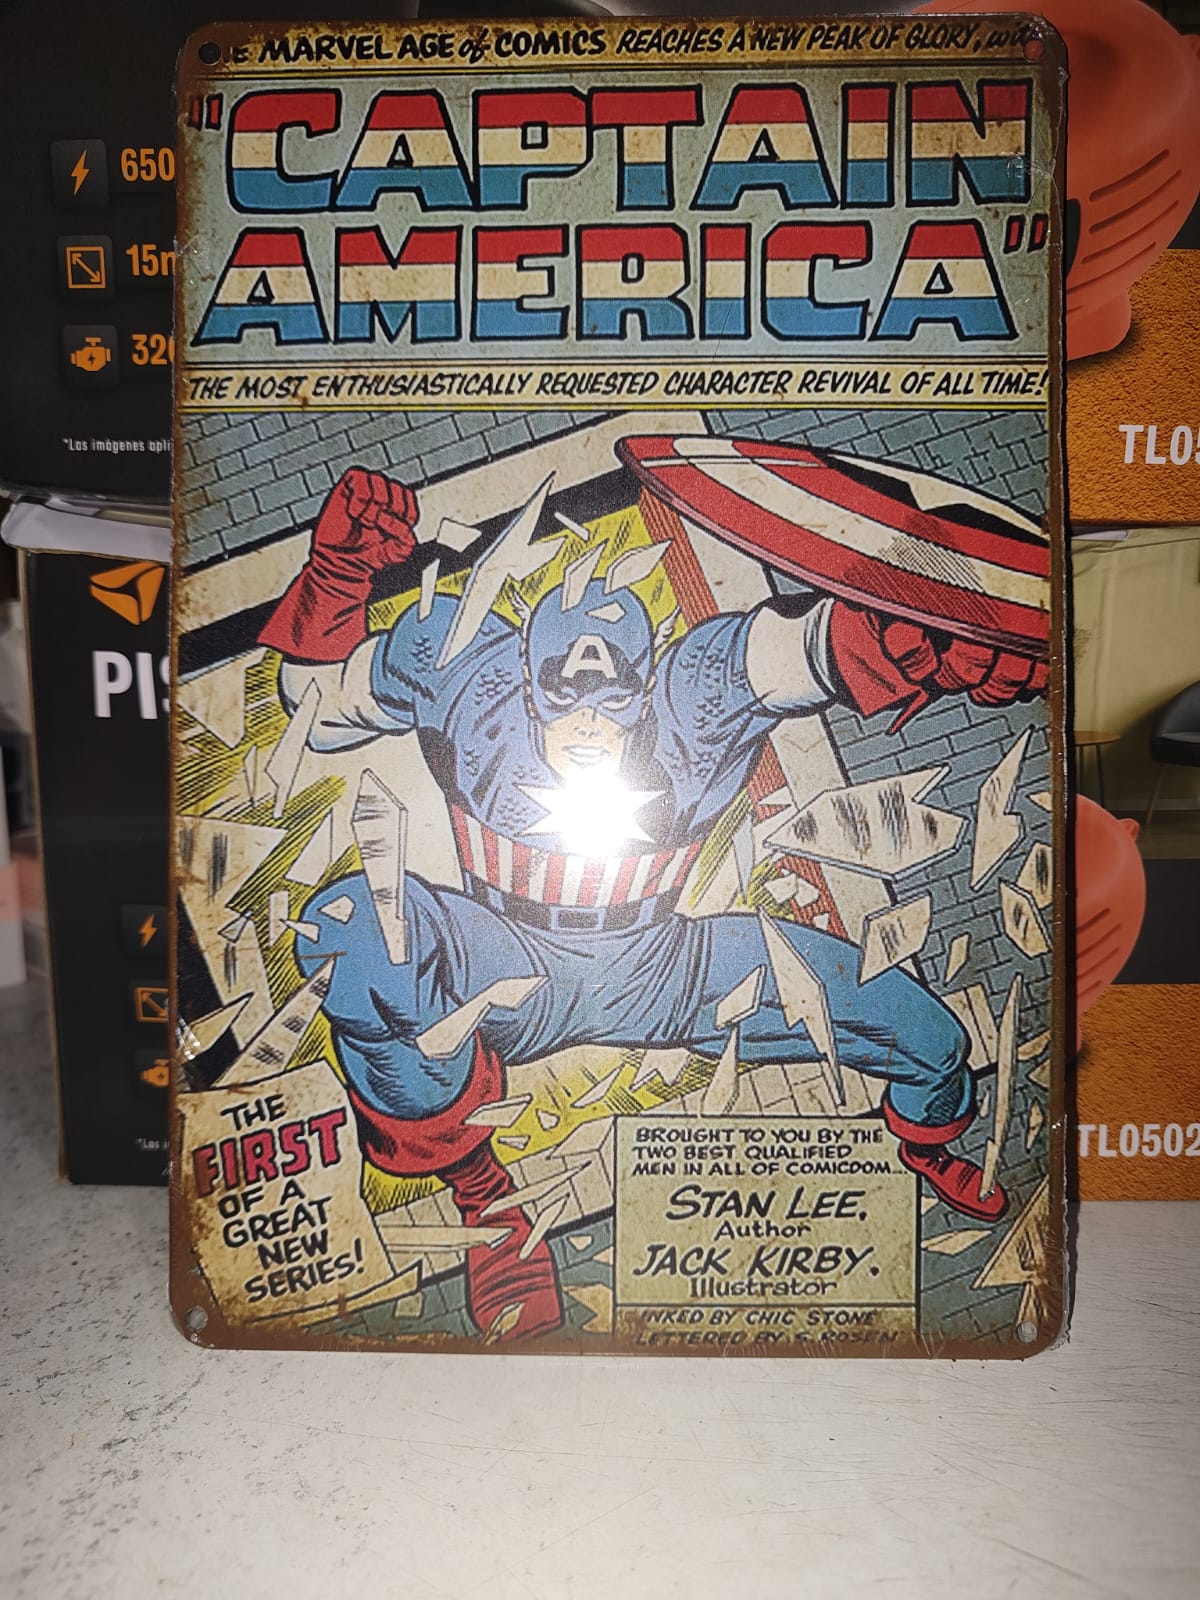 MARVEL AGE of COMICS REACHES A NEW PEAK OF GLORY,
"CAPTAIN
AMERICA"
THE MOST ENTHUSIASTICALLY REQUESTED CHARACTER REVIVAL OF ALL TIME!
A
THE
FIRST
OF A
GREAT
NEW
SERIES!
BROUGHT TO YOU BY THE
TWO BEST QUALIFIED
MEN IN ALL OF COMICDOM...
STAN LEE,
Author
JACK KIRBY,
Illustrator
INKED BY CHIC STONE
LETTERED BY S. ROSEN
650
15m
320
*Las imágenes
PIS
TL05
TL0502